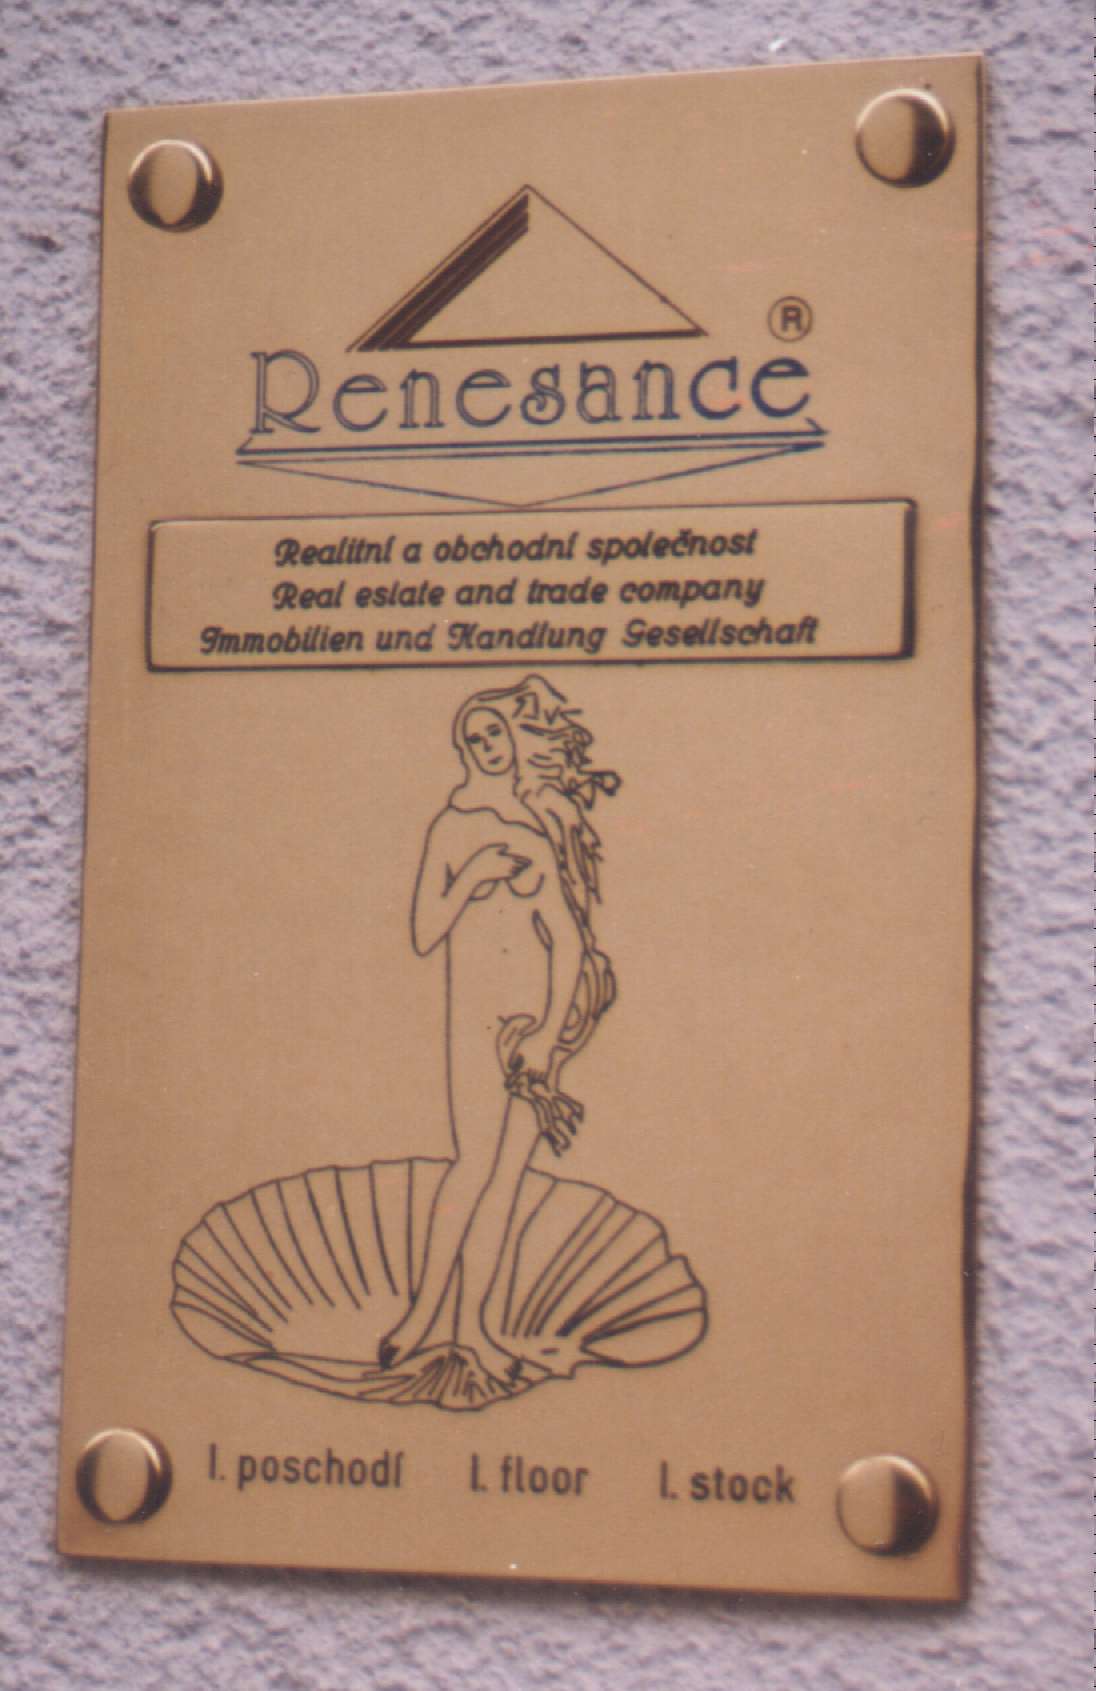 ®
Renesance
Realitní a obchodní společnost
Real estate and trade company
Immobilien und Handlung Gesellschaft
I. poschodí I. floor I. stock